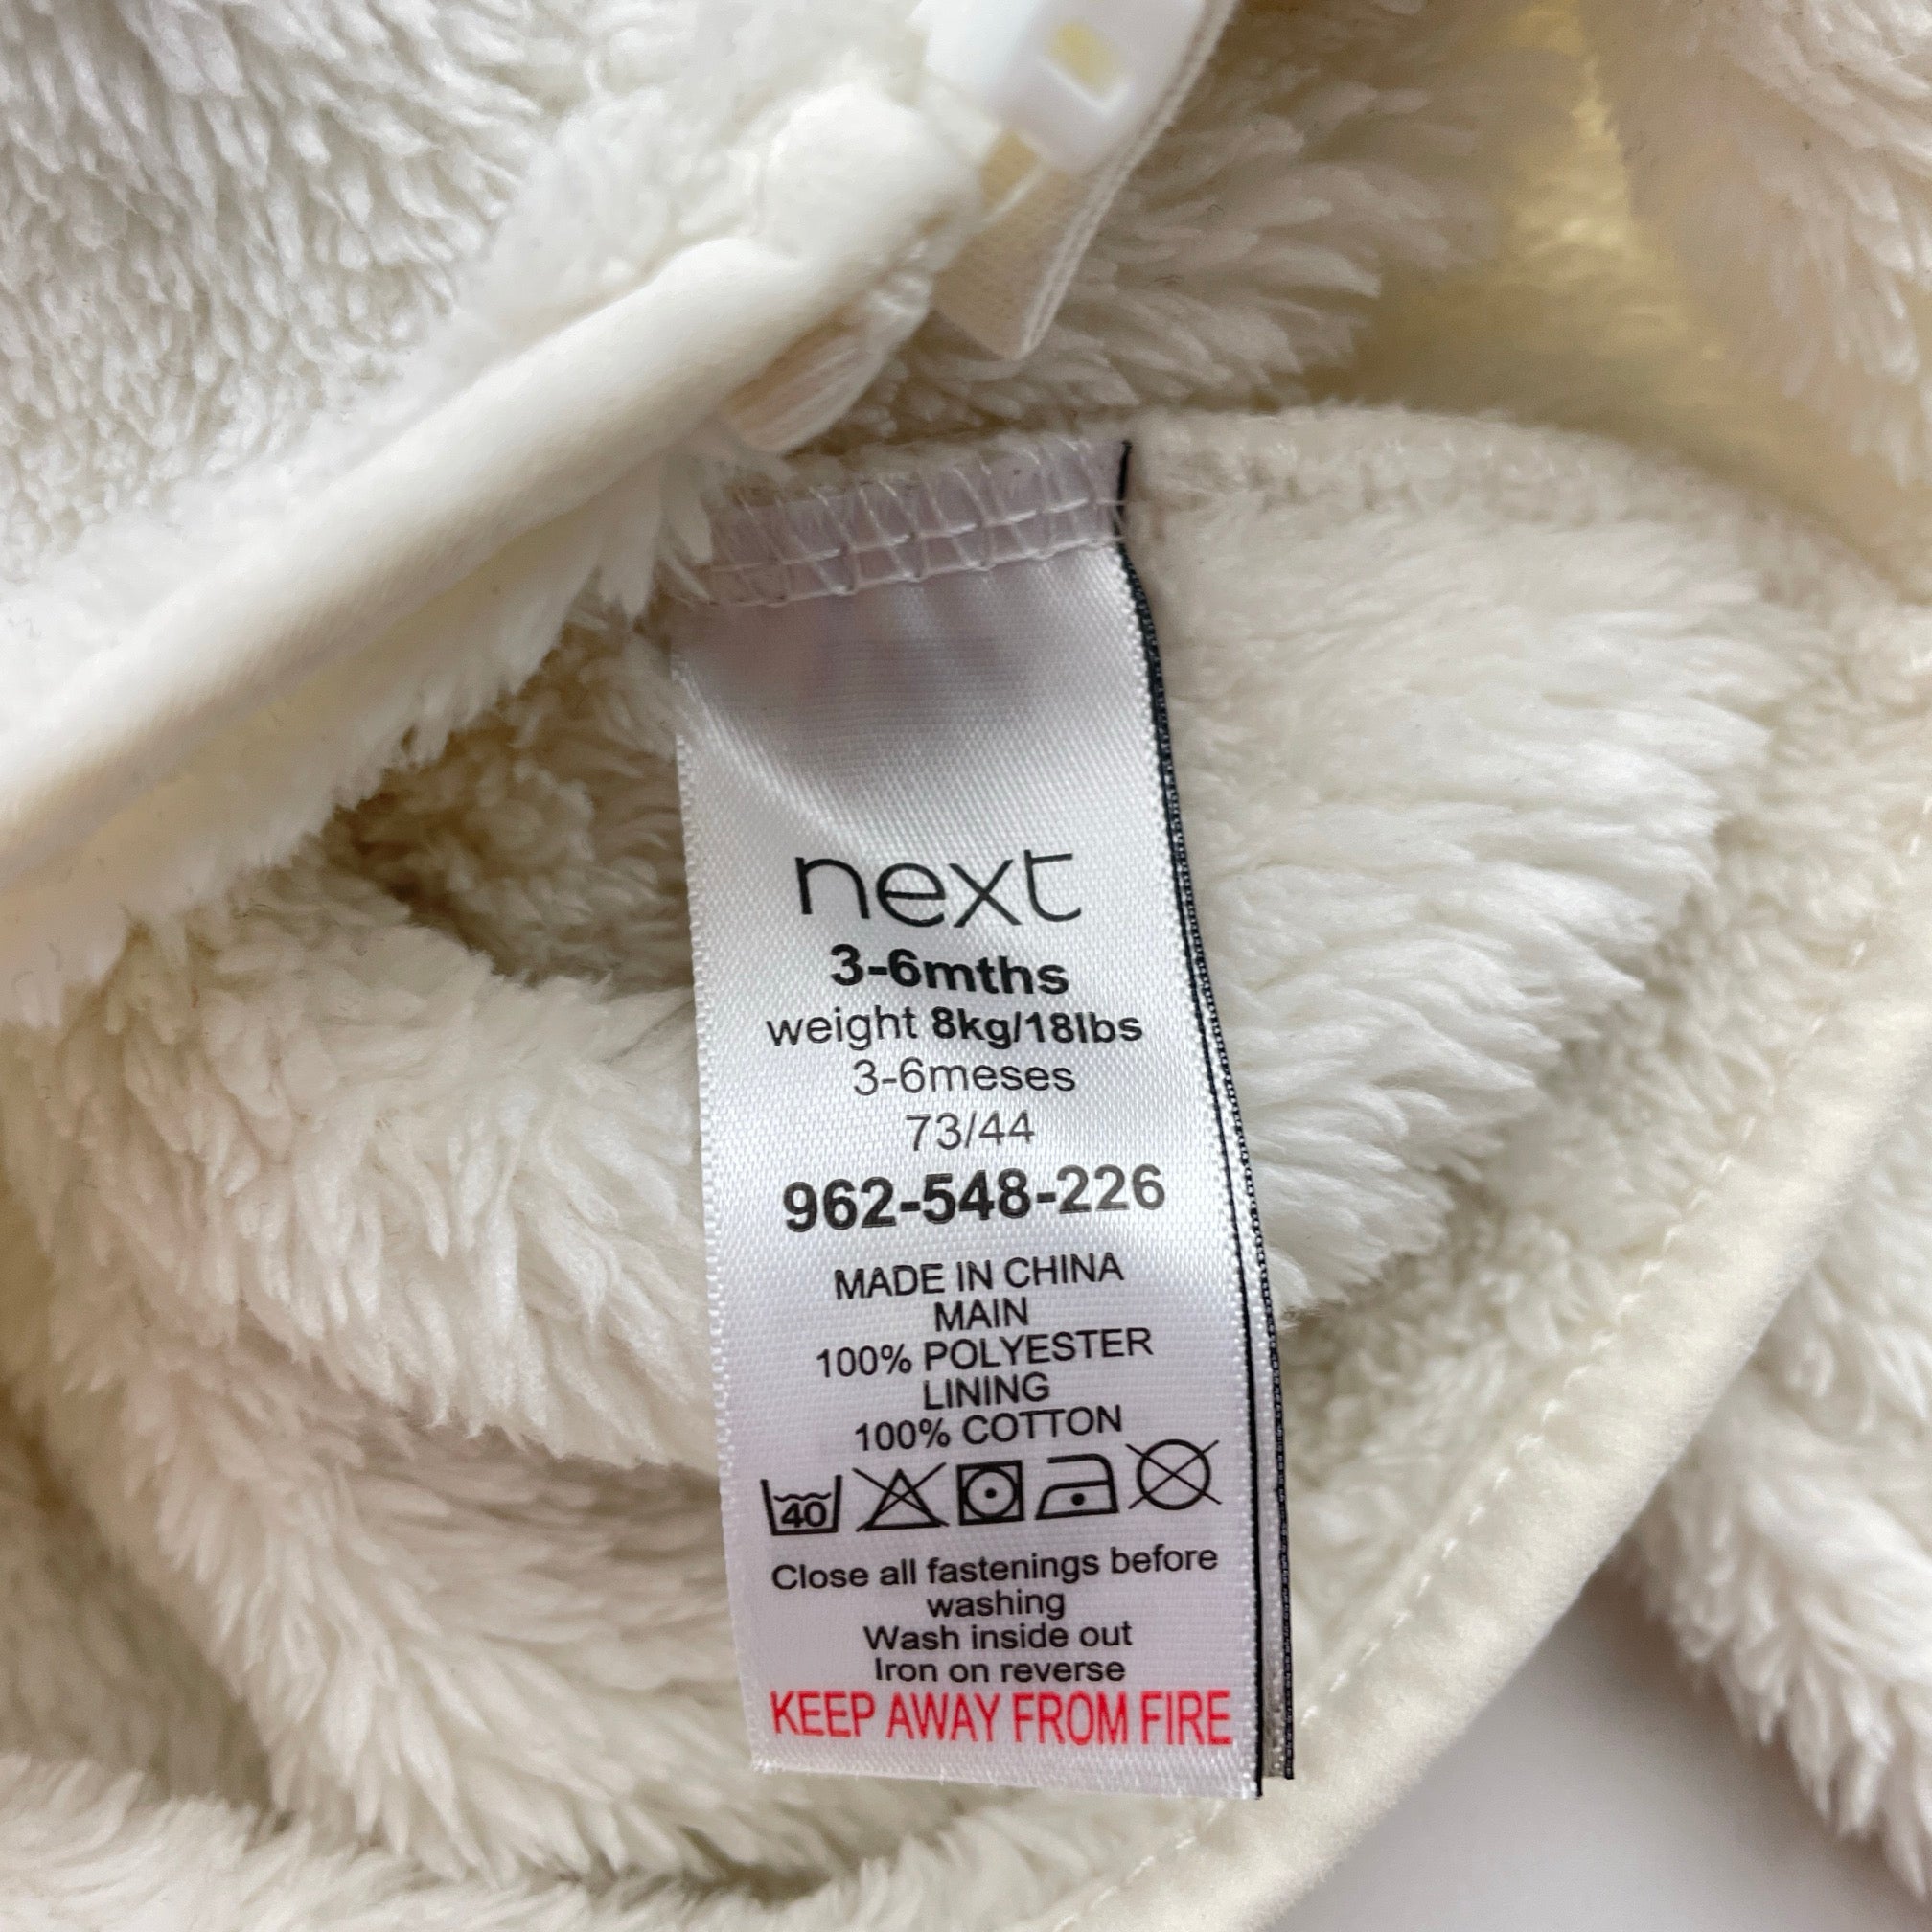 next
3-6mths
weight 8kg/18lbs
3-6meses
73/44
962-548-226
MADE IN CHINA
MAIN
100% POLYESTER
LINING
100% COTTON
40
Close all fastenings before
washing
Wash inside out
Iron on reverse
KEEP AWAY FROM FIRE